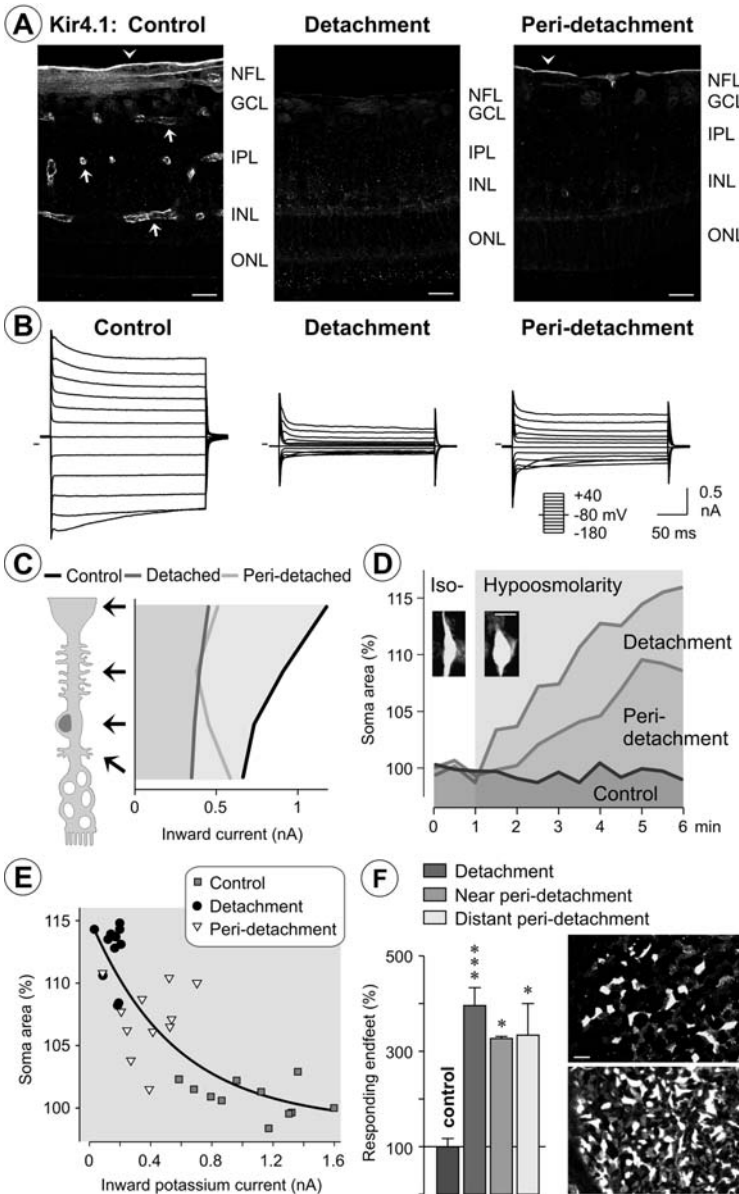 A
Kir4.1: Control
Detachment
Peri-detachment
NFL
GCL
IPL
INL
ONL
NFL
GCL
IPL
INL
ONL
NFL
GCL
IPL
INL
ONL
B
Control
Detachment
Peri-detachment
+40
-80 mV
-180
0.5
nA
50 ms
C
Control
Detached
Peri-detached
0
0.5
1
Inward current (nA)
D
Iso-
Hypoosmolarity
Detachment
Peri-
detachment
Control
Soma area (%)
115
110
105
100
0
1
2
3
4
5
6
min
E
Control
Detachment
Peri-detachment
Soma area (%)
115
110
105
100
0
0.4
0.8
1.2
1.6
Inward potassium current (nA)
F
Detachment
Near peri-detachment
Distant peri-detachment
Responding endfeet (%)
500
300
100
control
***
*
*